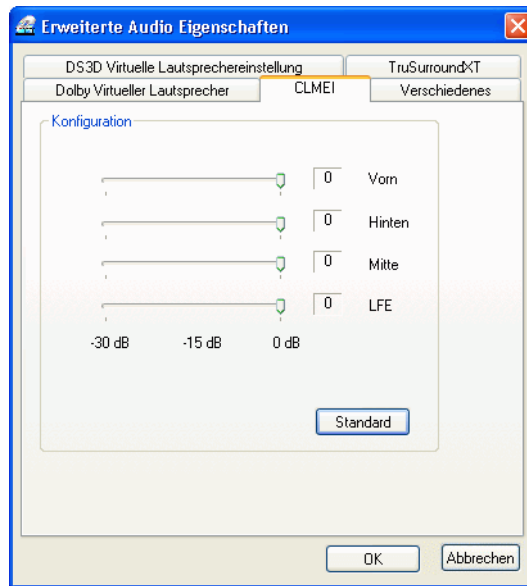 Erweiterte Audio Eigenschaften
DS3D Virtuelle Lautsprechereinstellung
TruSurroundXT
Dolby Virtueller Lautsprecher
CLMEI
Verschiedenes
Konfiguration
0 Vorn
0 Hinten
0 Mitte
0 LFE
-30 dB -15 dB 0 dB
Standard
OK Abbrechen